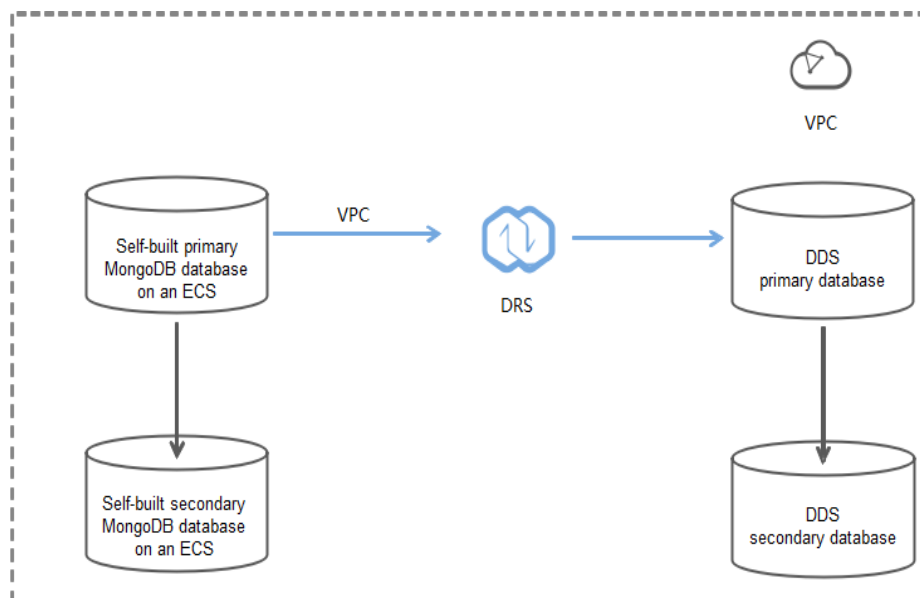 VPC
VPC
Self-built primary
MongoDB database
on an ECS
DRS
DDS
primary database
Self-built secondary
MongoDB database
on an ECS
DDS
secondary database